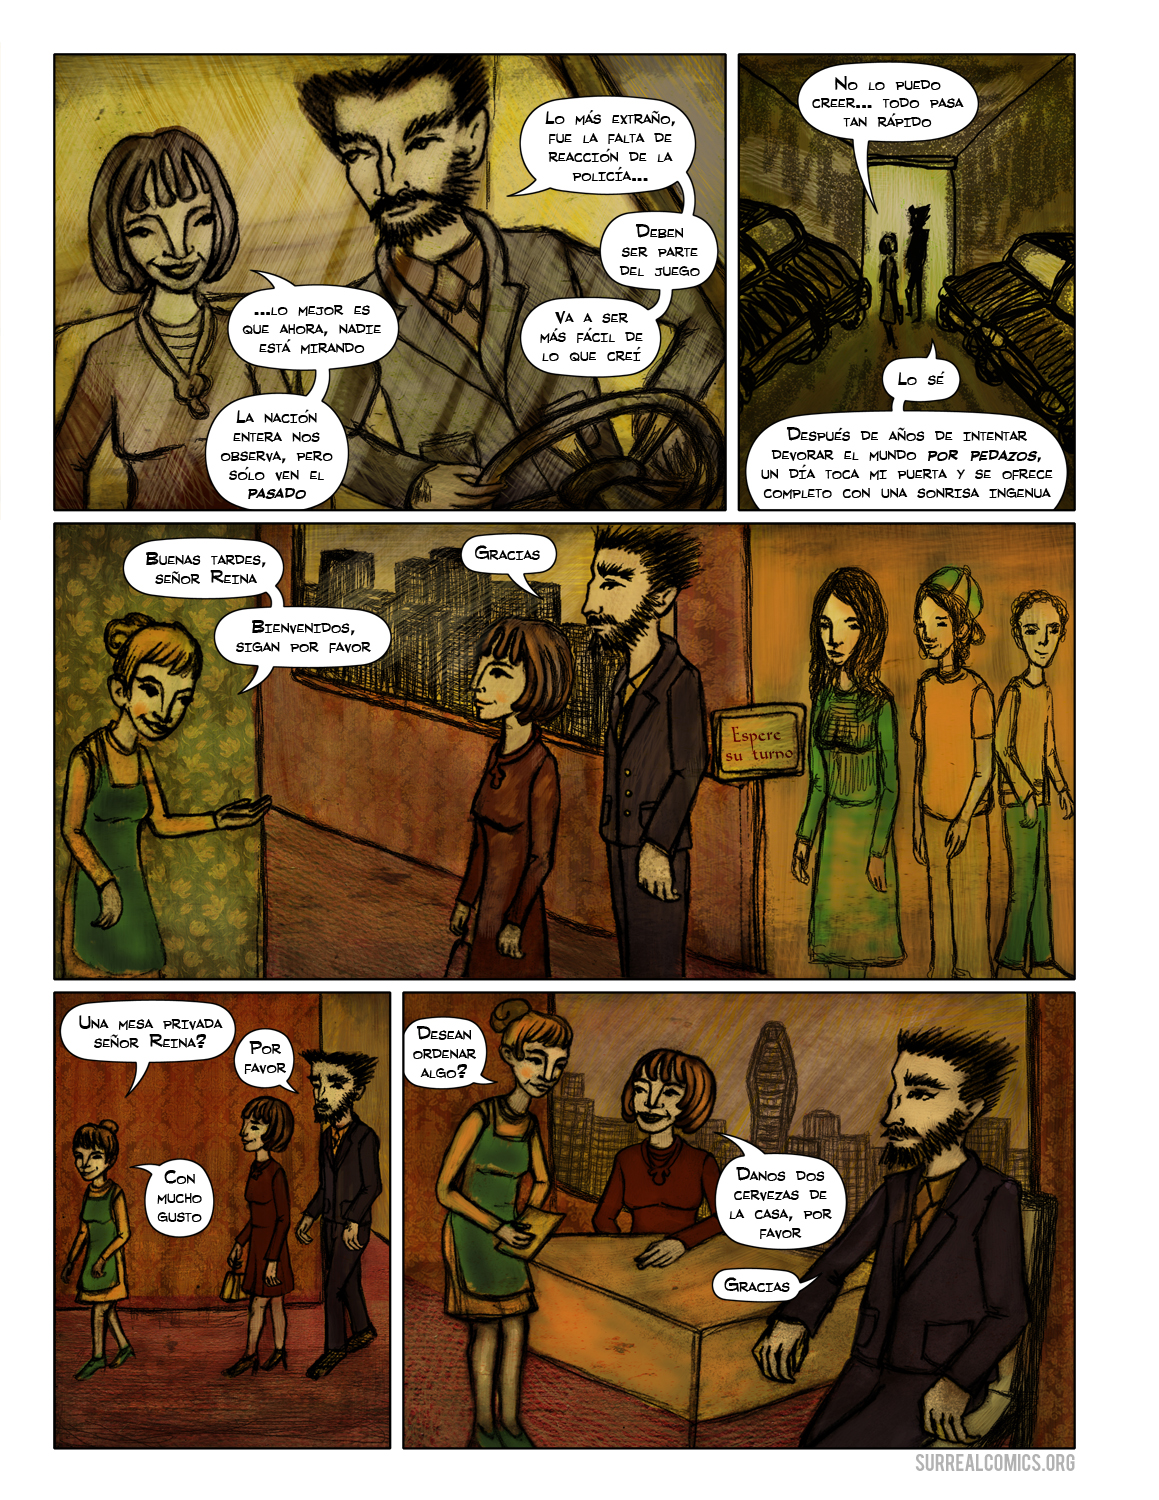 Lo más extraño,
fue la falta de
reacción de la
policía...
Deben
ser parte
del juego
Va a ser
más fácil de
lo que creí
...lo mejor es
que ahora, nadie
está mirando
La nación
entera nos
observa, pero
sólo ven el
pasado
No lo puedo
creer... todo pasa
tan rápido
Lo sé
Después de años de intentar
devorar el mundo por pedazos,
un día toca mi puerta y se ofrece
completo con una sonrisa ingenua
Buenas tardes,
señor Reina
Bienvenidos,
sigan por favor
Gracias
Espere
su turno
Una mesa privada
señor Reina?
Por
favor
Con
mucho
gusto
Desean
ordenar
algo?
Danos dos
cervezas de
la casa, por
favor
Gracias
SURREALCOMICS.ORG